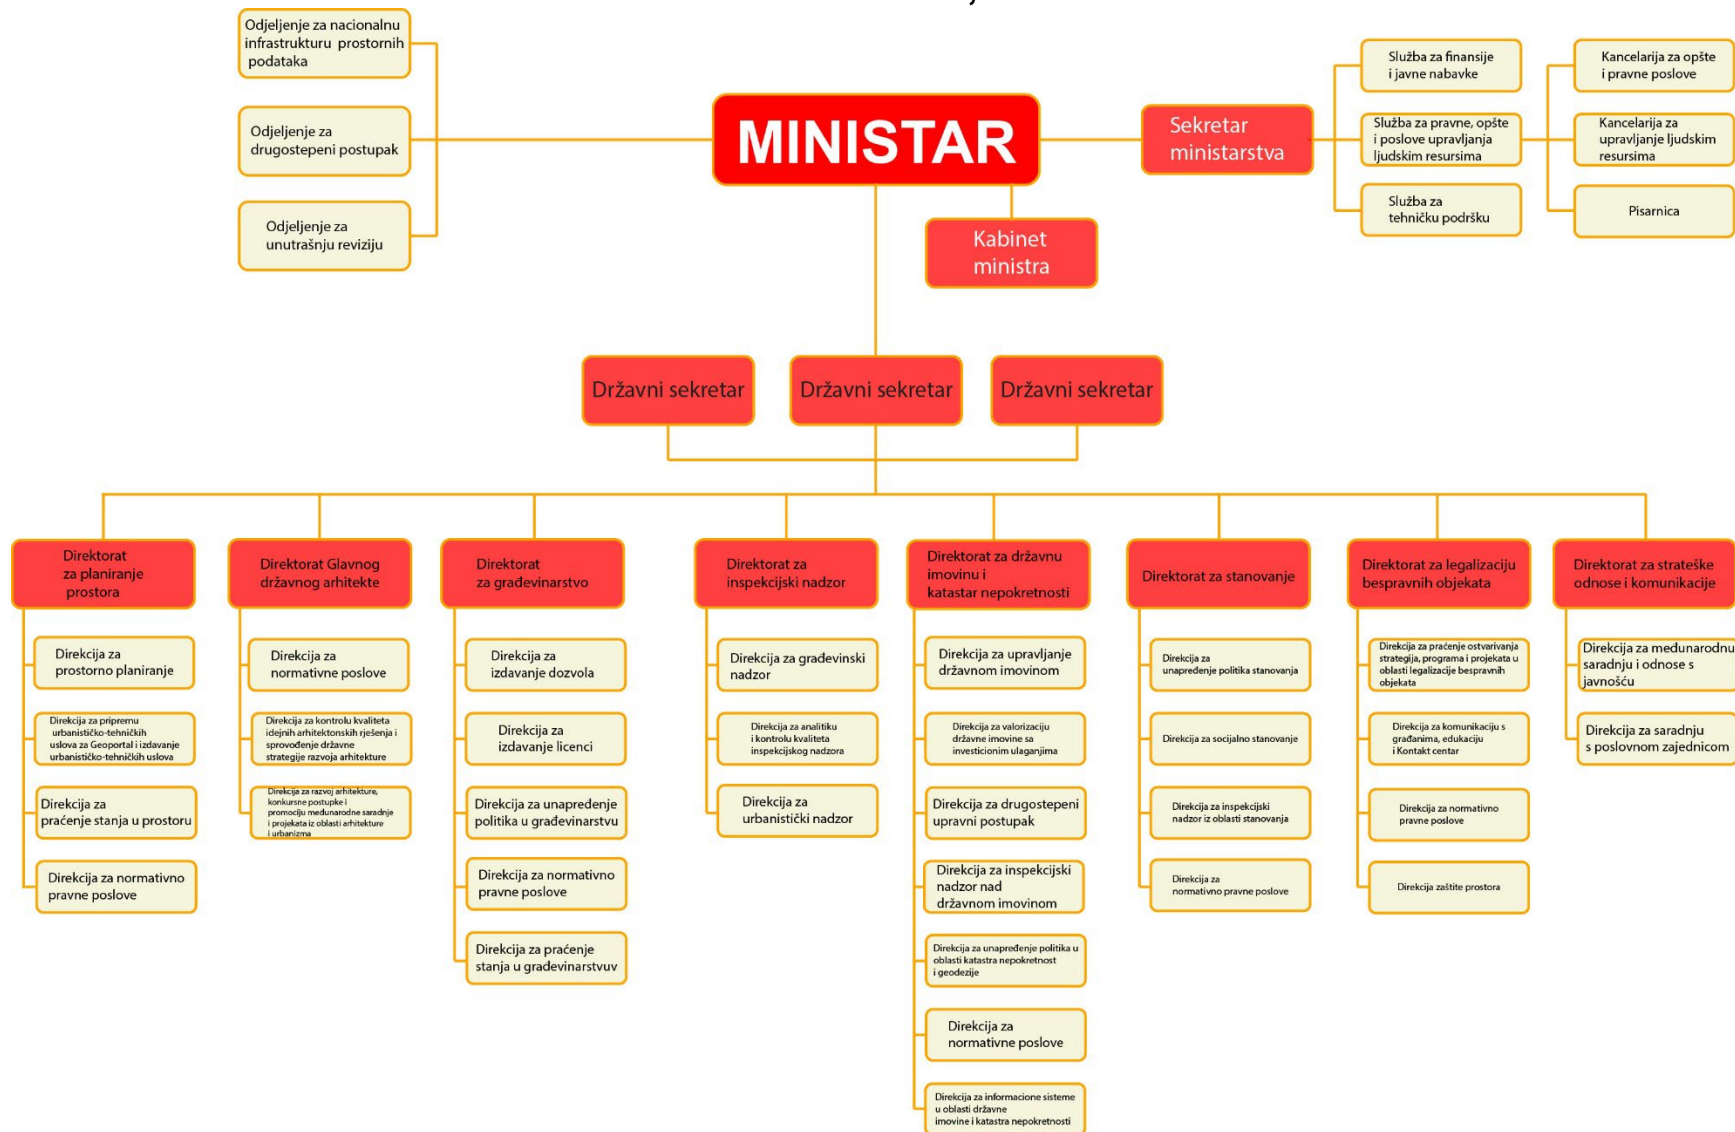 Odjeljenje za nacionalnu
infrastrukturu prostornih
podataka
Odjeljenje za
drugostepeni postupak
Odjeljenje za
unutrašnju reviziju
MINISTAR
Kabinet
ministra
Sekretar
ministarstva
Služba za finansije
i javne nabavke
Služba za pravne, opšte
i poslove upravljanja
ljudskim resursima
Služba za
tehničku podršku
Kancelarija za opšte
i pravne poslove
Kancelarija za
upravljanje ljudskim
resursima
Pisarnica
Državni sekretar
Državni sekretar
Državni sekretar
Direktorat
za planiranje
prostora
Direkcija za
prostorno planiranje
Direkcija za pripremu
urbanističko-tehničkih
uslova za Geoportal i izdavanje
urbanističko-tehničkih uslova
Direkcija za
praćenje stanja u prostoru
Direkcija za normativno
pravne poslove
Direktorat Glavnog
državnog arhitekte
Direkcija za
normativne poslove
Direkcija za kontrolu kvaliteta
idejnih arhitektonskih rješenja i
sprovođenje državne
strategije razvoja arhitekture
Direkcija za razvoj arhitekture,
konkursne postupke i
promociju međunarodne saradnje
i projekata iz oblasti arhitekture
i urbanizma
Direktorat
za građevinarstvo
Direkcija za
izdavanje dozvola
Direkcija za
izdavanje licenci
Direkcija za unapređenje
politika u građevinarstvu
Direkcija za normativno
pravne poslove
Direkcija za praćenje
stanja u građevinarstvuv
Direktorat za
inspekcijski nadzor
Direkcija za građevinski
nadzor
Direkcija za analitiku
i kontrolu kvaliteta
inspekcijskog nadzora
Direkcija za
urbanistički nadzor
Direktorat za državnu
imovinu i
katastar nepokretnosti
Direkcija za upravljanje
državnom imovinom
Direkcija za valorizaciju
državne imovine sa
investicionim ulaganjima
Direkcija za drugostepeni
upravni postupak
Direkcija za inspekcijski
nadzor nad
državnom imovinom
Direkcija za unapređenje politika u
oblasti katastra nepokretnost
i geodezije
Direkcija za
normativne poslove
Direkcija za informacione sisteme
u oblasti državne
imovine i katastra nepokretnosti
Direktorat za stanovanje
Direkcija za
unapređenje politika stanovanja
Direkcija za socijalno stanovanje
Direkcija za inspekcijski
nadzor iz oblasti stanovanja
Direkcija za
normativno pravne poslove
Direktorat za legalizaciju
bespravnih objekata
Direkcija za praćenje ostvarivanja
strategija, programa i projekata u
oblasti legalizacije bespravnih
objekata
Direkcija za komunikaciju s
građanima, edukaciju
i Kontakt centar
Direkcija za normativno
pravne poslove
Direkcija zaštite prostora
Direktorat za strateške
odnose i komunikacije
Direkcija za međunarodnu
saradnju i odnose s
javnošću
Direkcija za saradnju
s poslovnom zajednicom